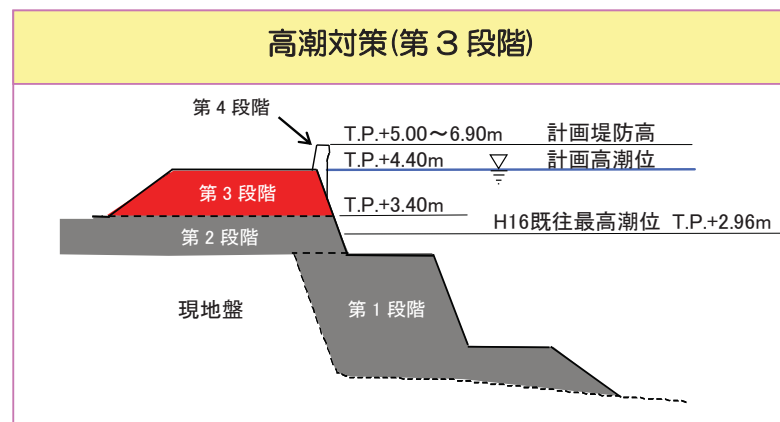 高潮対策(第3段階)
第4段階
T.P.+5.00～6.90m 計画堤防高
T.P.+4.40m 計画高潮位
第3段階
T.P.+3.40m
第2段階
H16既往最高潮位 T.P.+2.96m
現地盤
第1段階